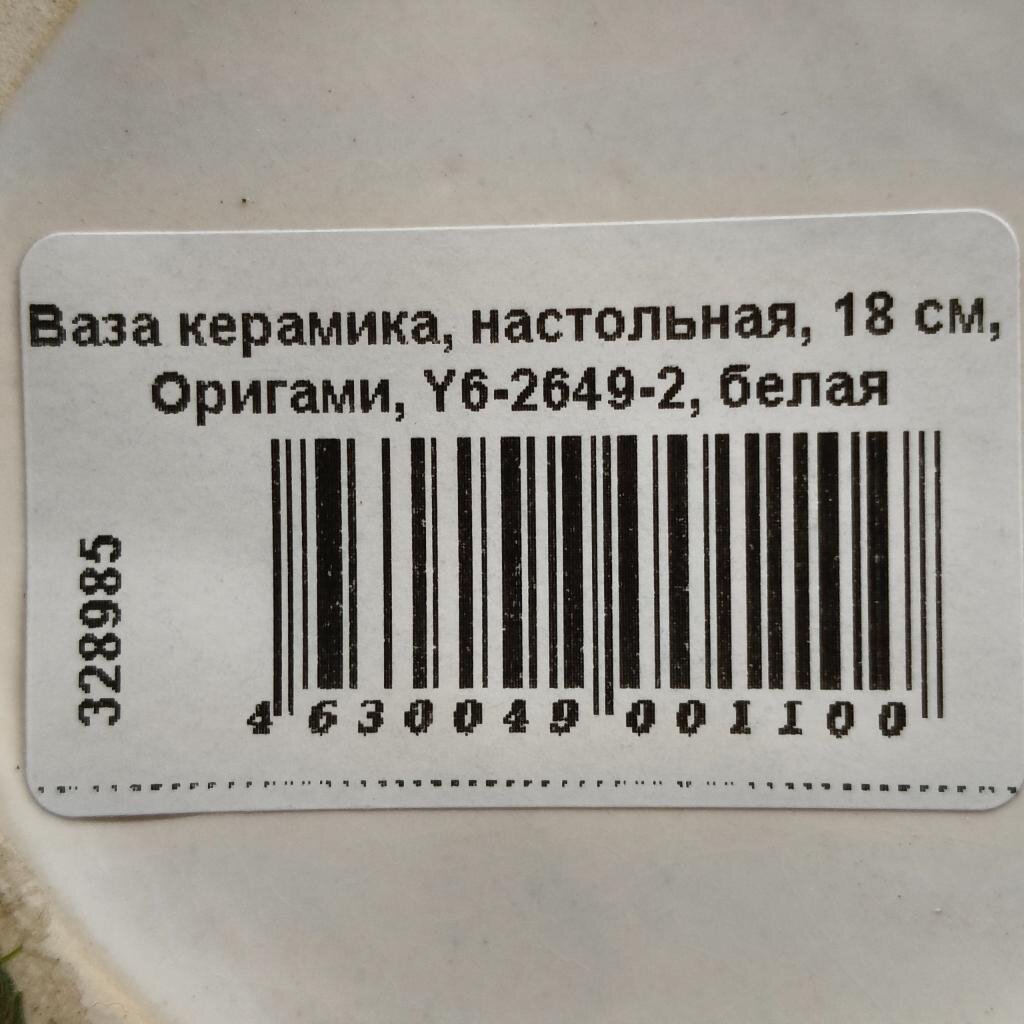 Ваза керамика, настольная, 18 см,
Оригами, Y6-2649-2, белая
328985
4 630049 001100